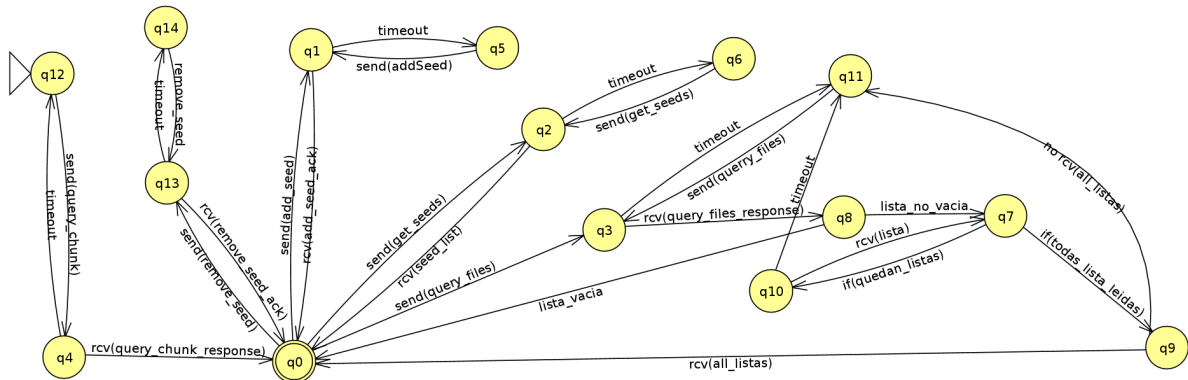 q14
timeout
remove_seed
q13
q12
send(query_chunk)
timeout
q4
rcv(query_chunk_response)
rcv(remove_seed_ack)
send(remove_seed)
q0
q1
timeout
send(addSeed)
q5
send(add_seed)
rcv(add_seed_ack)
q2
timeout
send(get_seeds)
q6
send(get_seeds)
rcv(seed_list)
q3
send(query_files)
timeout
send(querry_files)
q11
rcv(query_files_response)
q8
lista_vacia
lista_no_vacia
q7
timeout
rcv(lista)
if(quedan_listas)
q10
no rcv(all_listas)
if(todas_lista_leidas)
q9
rcv(all_listas)